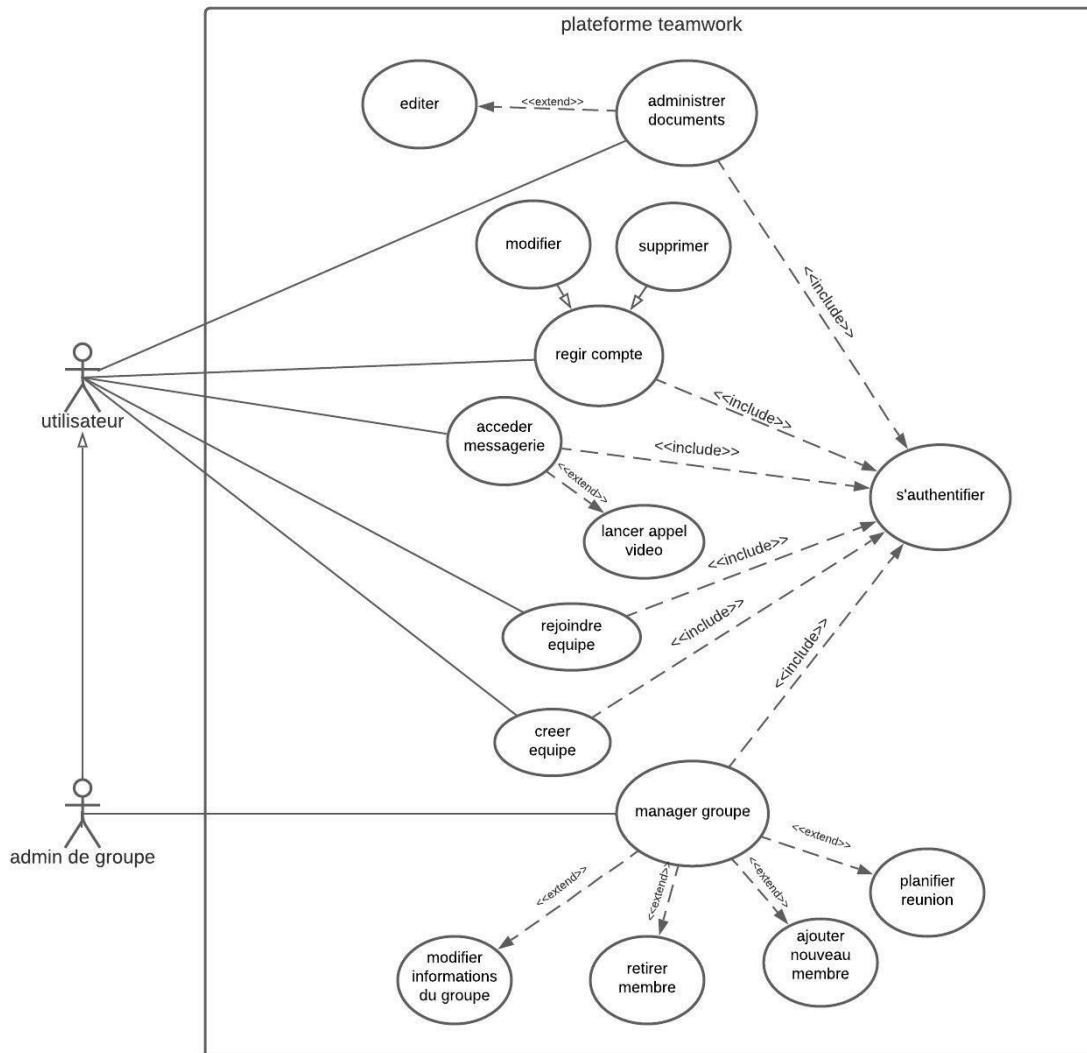 plateforme teamwork
editer
<<extend>>
administrer
documents
modifier
supprimer
<<include>>
regir compte
utilisateur
<<include>>
acceder
messagerie
<<include>>
<<extend>>
s'authentifier
lancer appel
video
<<include>>
rejoindre
equipe
<<include>>
creer
equipe
<<include>>
manager groupe
admin de groupe
<<extend>>
<<extend>>
<<extend>>
<<extend>>
planifier
reunion
modifier
informations
du groupe
retirer
membre
ajouter
nouveau
membre